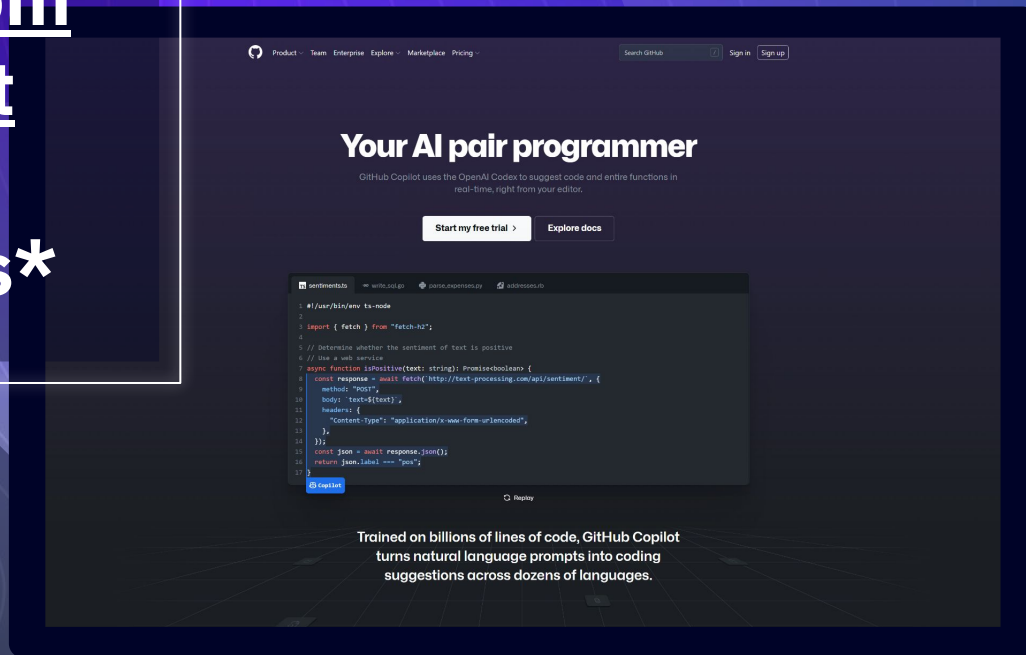 Product Team Enterprise Explore Marketplace Pricing
Search GitHub /
Sign in
Sign up
Your AI pair programmer
GitHub Copilot uses the OpenAI Codex to suggest code and entire functions in
real-time, right from your editor.
Start my free trial >
Explore docs
TS sentiments.ts
write_sql.go
parse_expenses.py
addresses.rb
1 #!/usr/bin/env ts-node
2
3 import { fetch } from "fetch-h2";
4
5 // Determine whether the sentiment of text is positive
6 // Use a web service
7 async function isPositive(text: string): Promise<boolean> {
8 const response = await fetch(`http://text-processing.com/api/sentiment/`, {
9 method: "POST",
10 body: `text=${text}`,
11 headers: {
12 "Content-Type": "application/x-www-form-urlencoded",
13 },
14 });
15 const json = await response.json();
16 return json.label === "pos";
17 }
Copilot
Replay
Trained on billions of lines of code, GitHub Copilot
turns natural language prompts into coding
suggestions across dozens of languages.